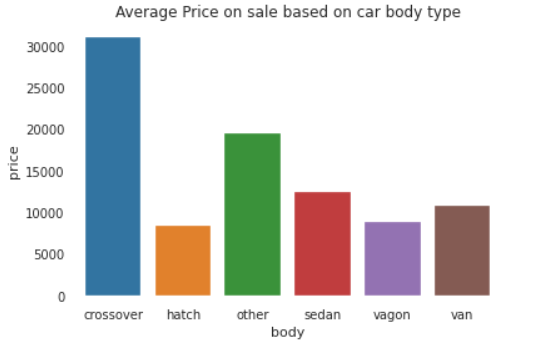 Average Price on sale based on car body type
30000
25000
20000
15000
10000
5000
0
price
crossover hatch other sedan vagon van
body